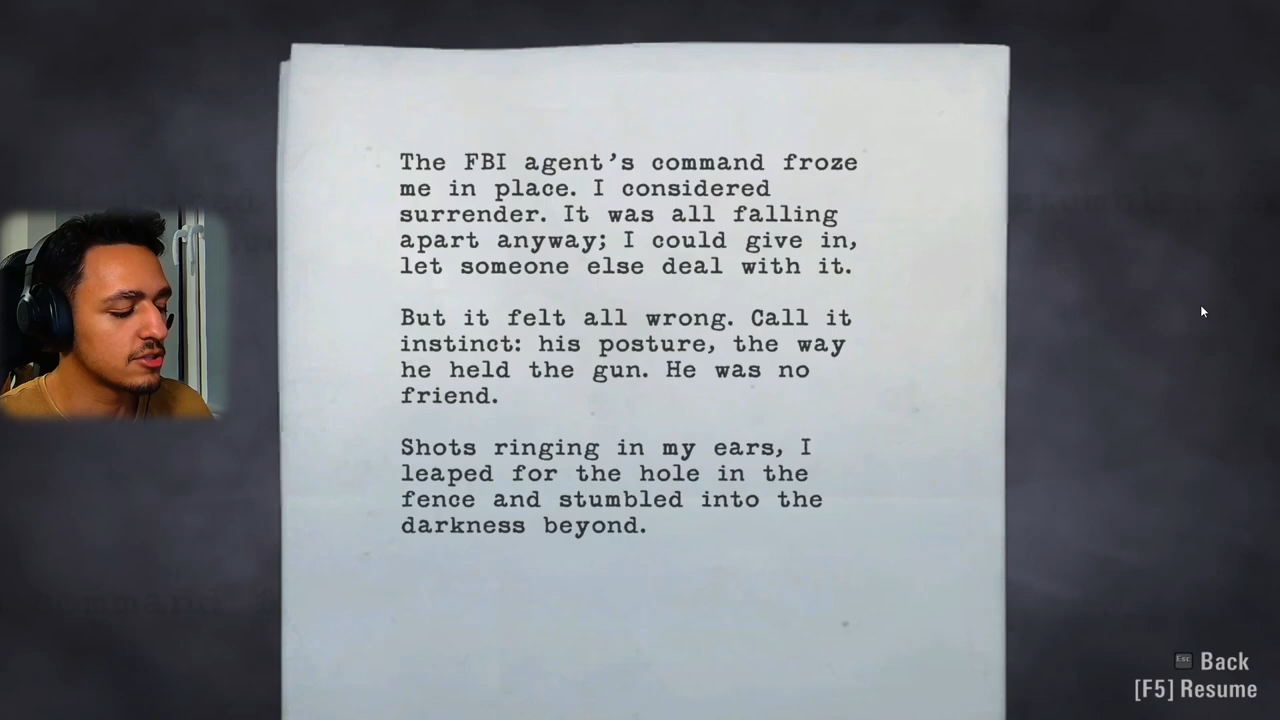 The FBI agent’s command froze
me in place. I considered
surrender. It was all falling
apart anyway; I could give in,
let someone else deal with it.
But it felt all wrong. Call it
instinct: his posture, the way
he held the gun. He was no
friend.
Shots ringing in my ears, I
leaped for the hole in the
fence and stumbled into the
darkness beyond.
Esc Back
[F5] Resume